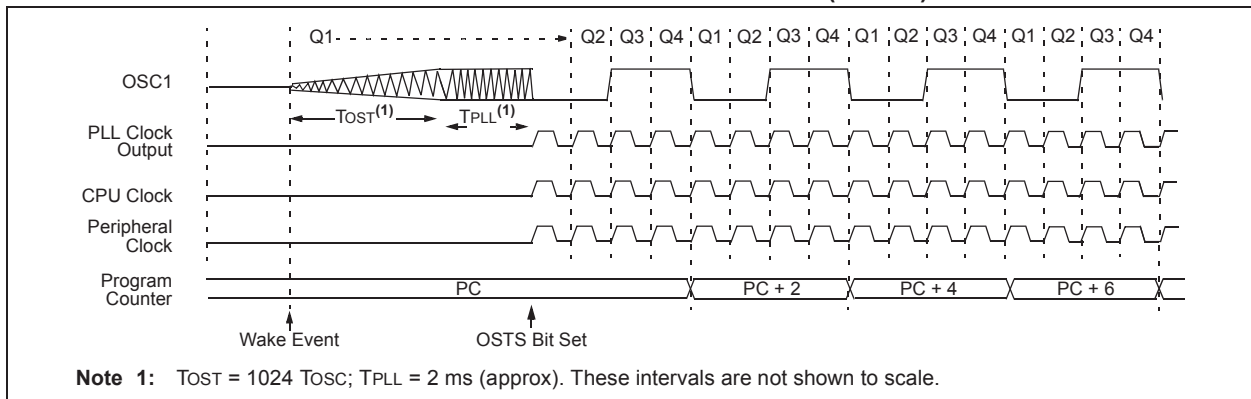 Q1 Q2 Q3 Q4 Q1 Q2 Q3 Q4 Q1 Q2 Q3 Q4 Q1 Q2 Q3 Q4
OSC1
TOST(1) TPLL(1)
PLL Clock
Output
CPU Clock
Peripheral
Clock
Program
Counter
PC PC + 2 PC + 4 PC + 6
Wake Event OSTS Bit Set
Note 1: TOST = 1024 TOSC; TPLL = 2 ms (approx). These intervals are not shown to scale.